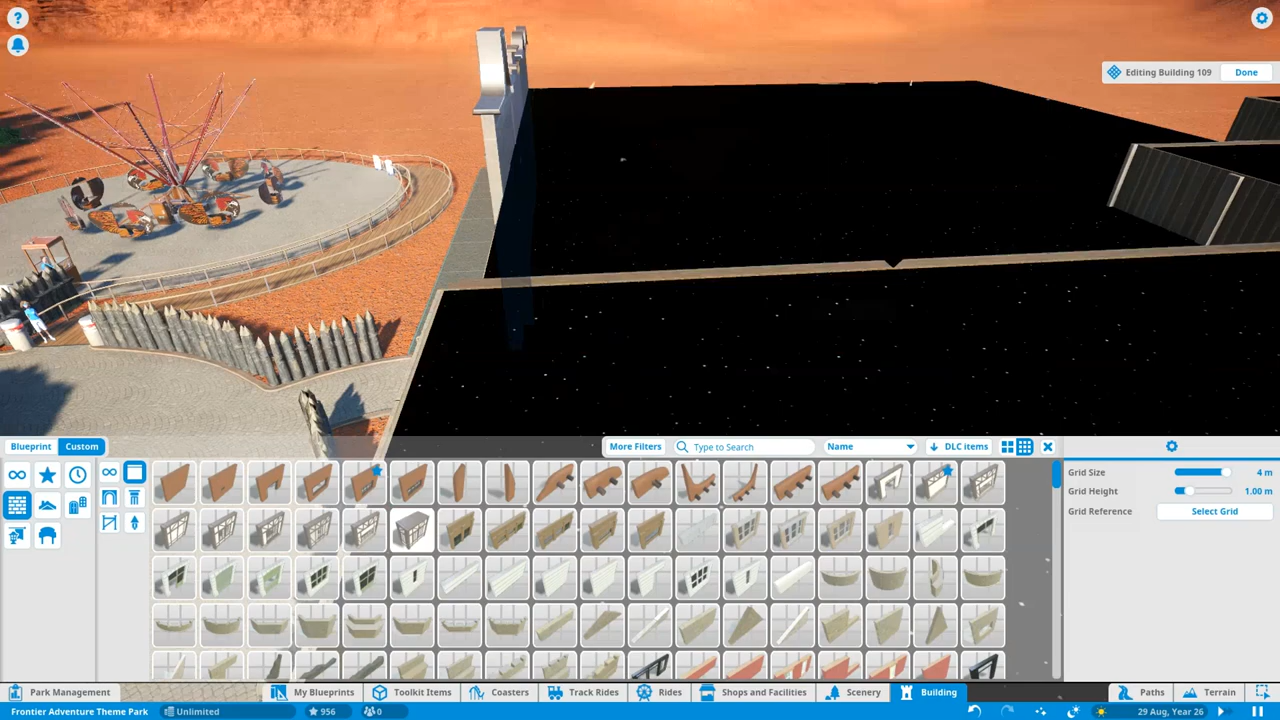 ?
Editing Building 109
Done
Blueprint
Custom
More Filters
Type to Search
Name
DLC items
Grid Size
4 m
Grid Height
1.00 m
Grid Reference
Select Grid
Park Management
My Blueprints
Toolkit Items
Coasters
Track Rides
Rides
Shops and Facilities
Scenery
Building
Paths
Terrain
Frontier Adventure Theme Park
Unlimited
956
0
29 Aug, Year 26